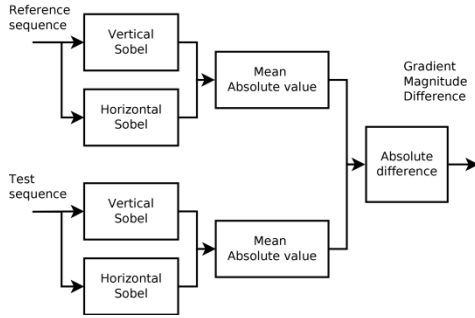 Reference
sequence
Vertical
Sobel
Horizontal
Sobel
Mean
Absolute value
Gradient
Magnitude
Difference
Absolute
difference
Test
sequence
Vertical
Sobel
Horizontal
Sobel
Mean
Absolute value